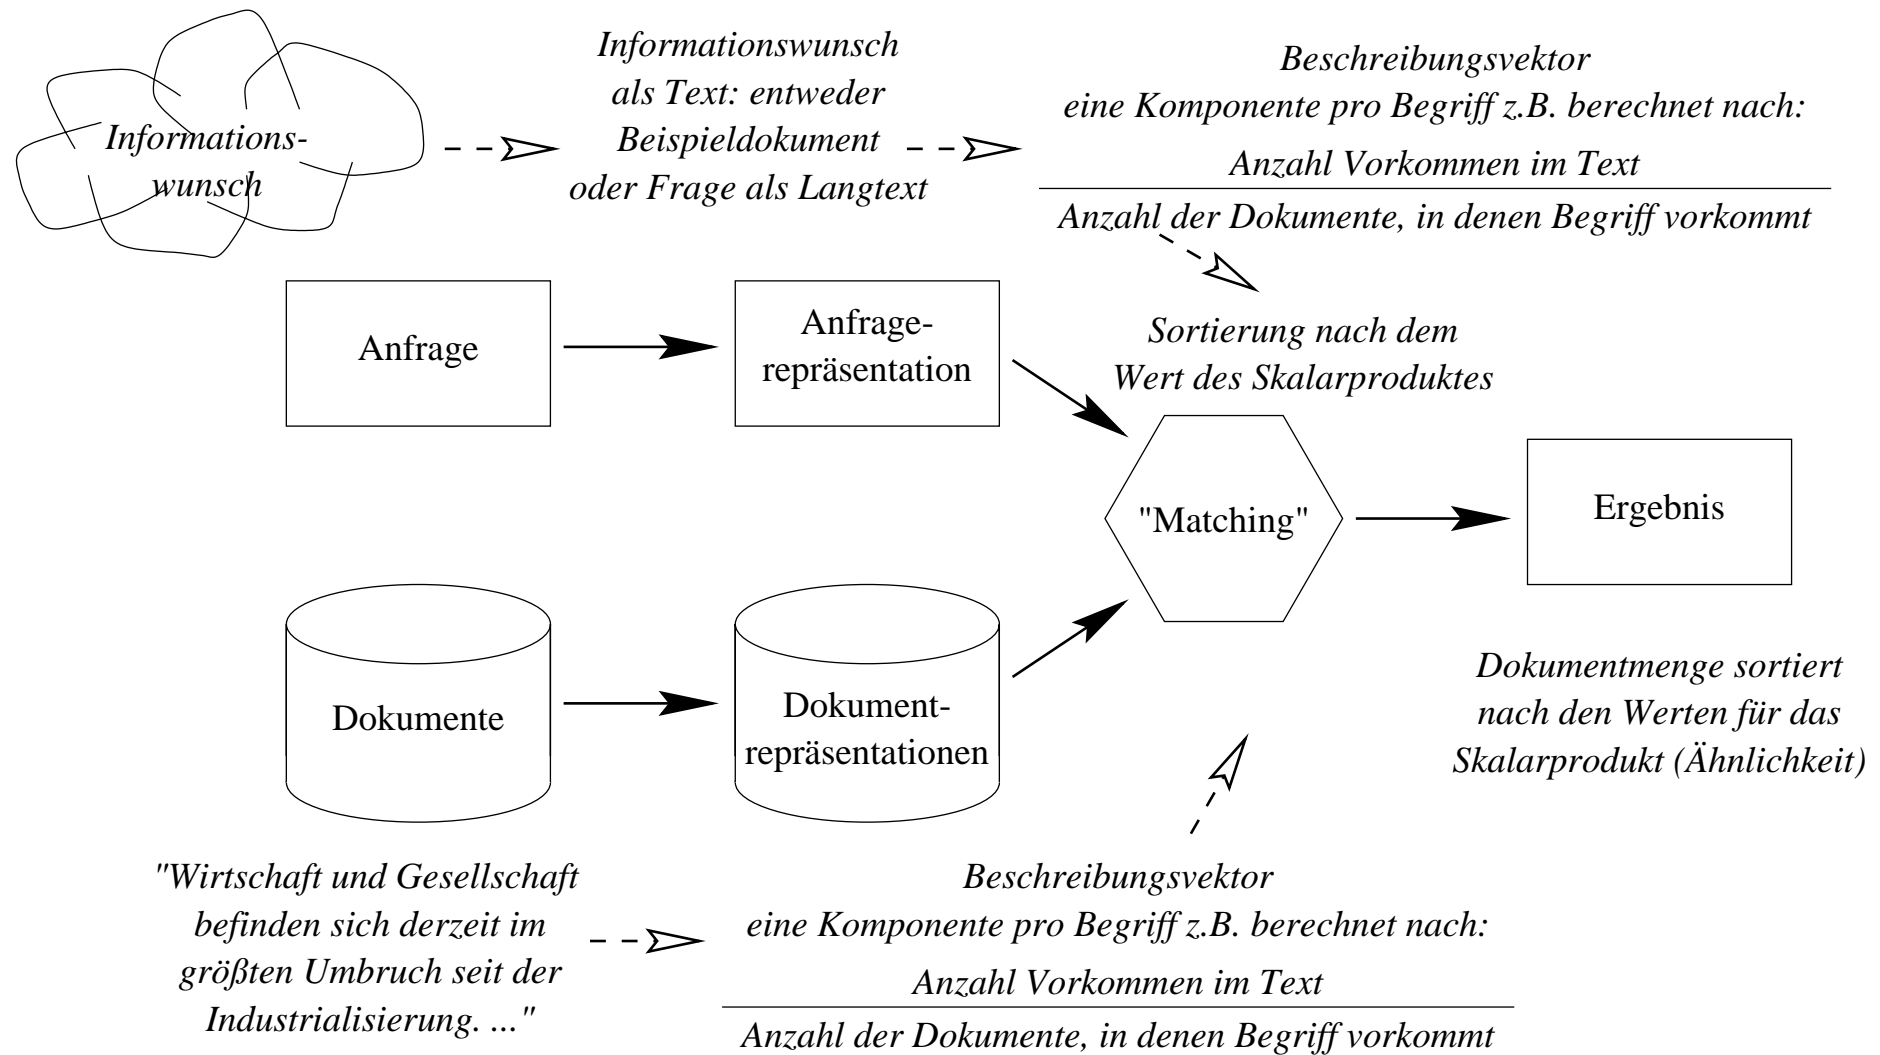 Informations-
wunsch
Informationswunsch
als Text: entweder
Beispieldokument
oder Frage als Langtext
Beschreibungsvektor
eine Komponente pro Begriff z.B. berechnet nach:
Anzahl Vorkommen im Text
Anzahl der Dokumente, in denen Begriff vorkommt
Anfrage
Anfrage-
repräsentation
Sortierung nach dem
Wert des Skalarproduktes
"Matching"
Ergebnis
Dokumente
Dokument-
repräsentationen
Dokumentmenge sortiert
nach den Werten für das
Skalarprodukt (Ähnlichkeit)
"Wirtschaft und Gesellschaft
befinden sich derzeit im
größten Umbruch seit der
Industrialisierung. ..."
Beschreibungsvektor
eine Komponente pro Begriff z.B. berechnet nach:
Anzahl Vorkommen im Text
Anzahl der Dokumente, in denen Begriff vorkommt